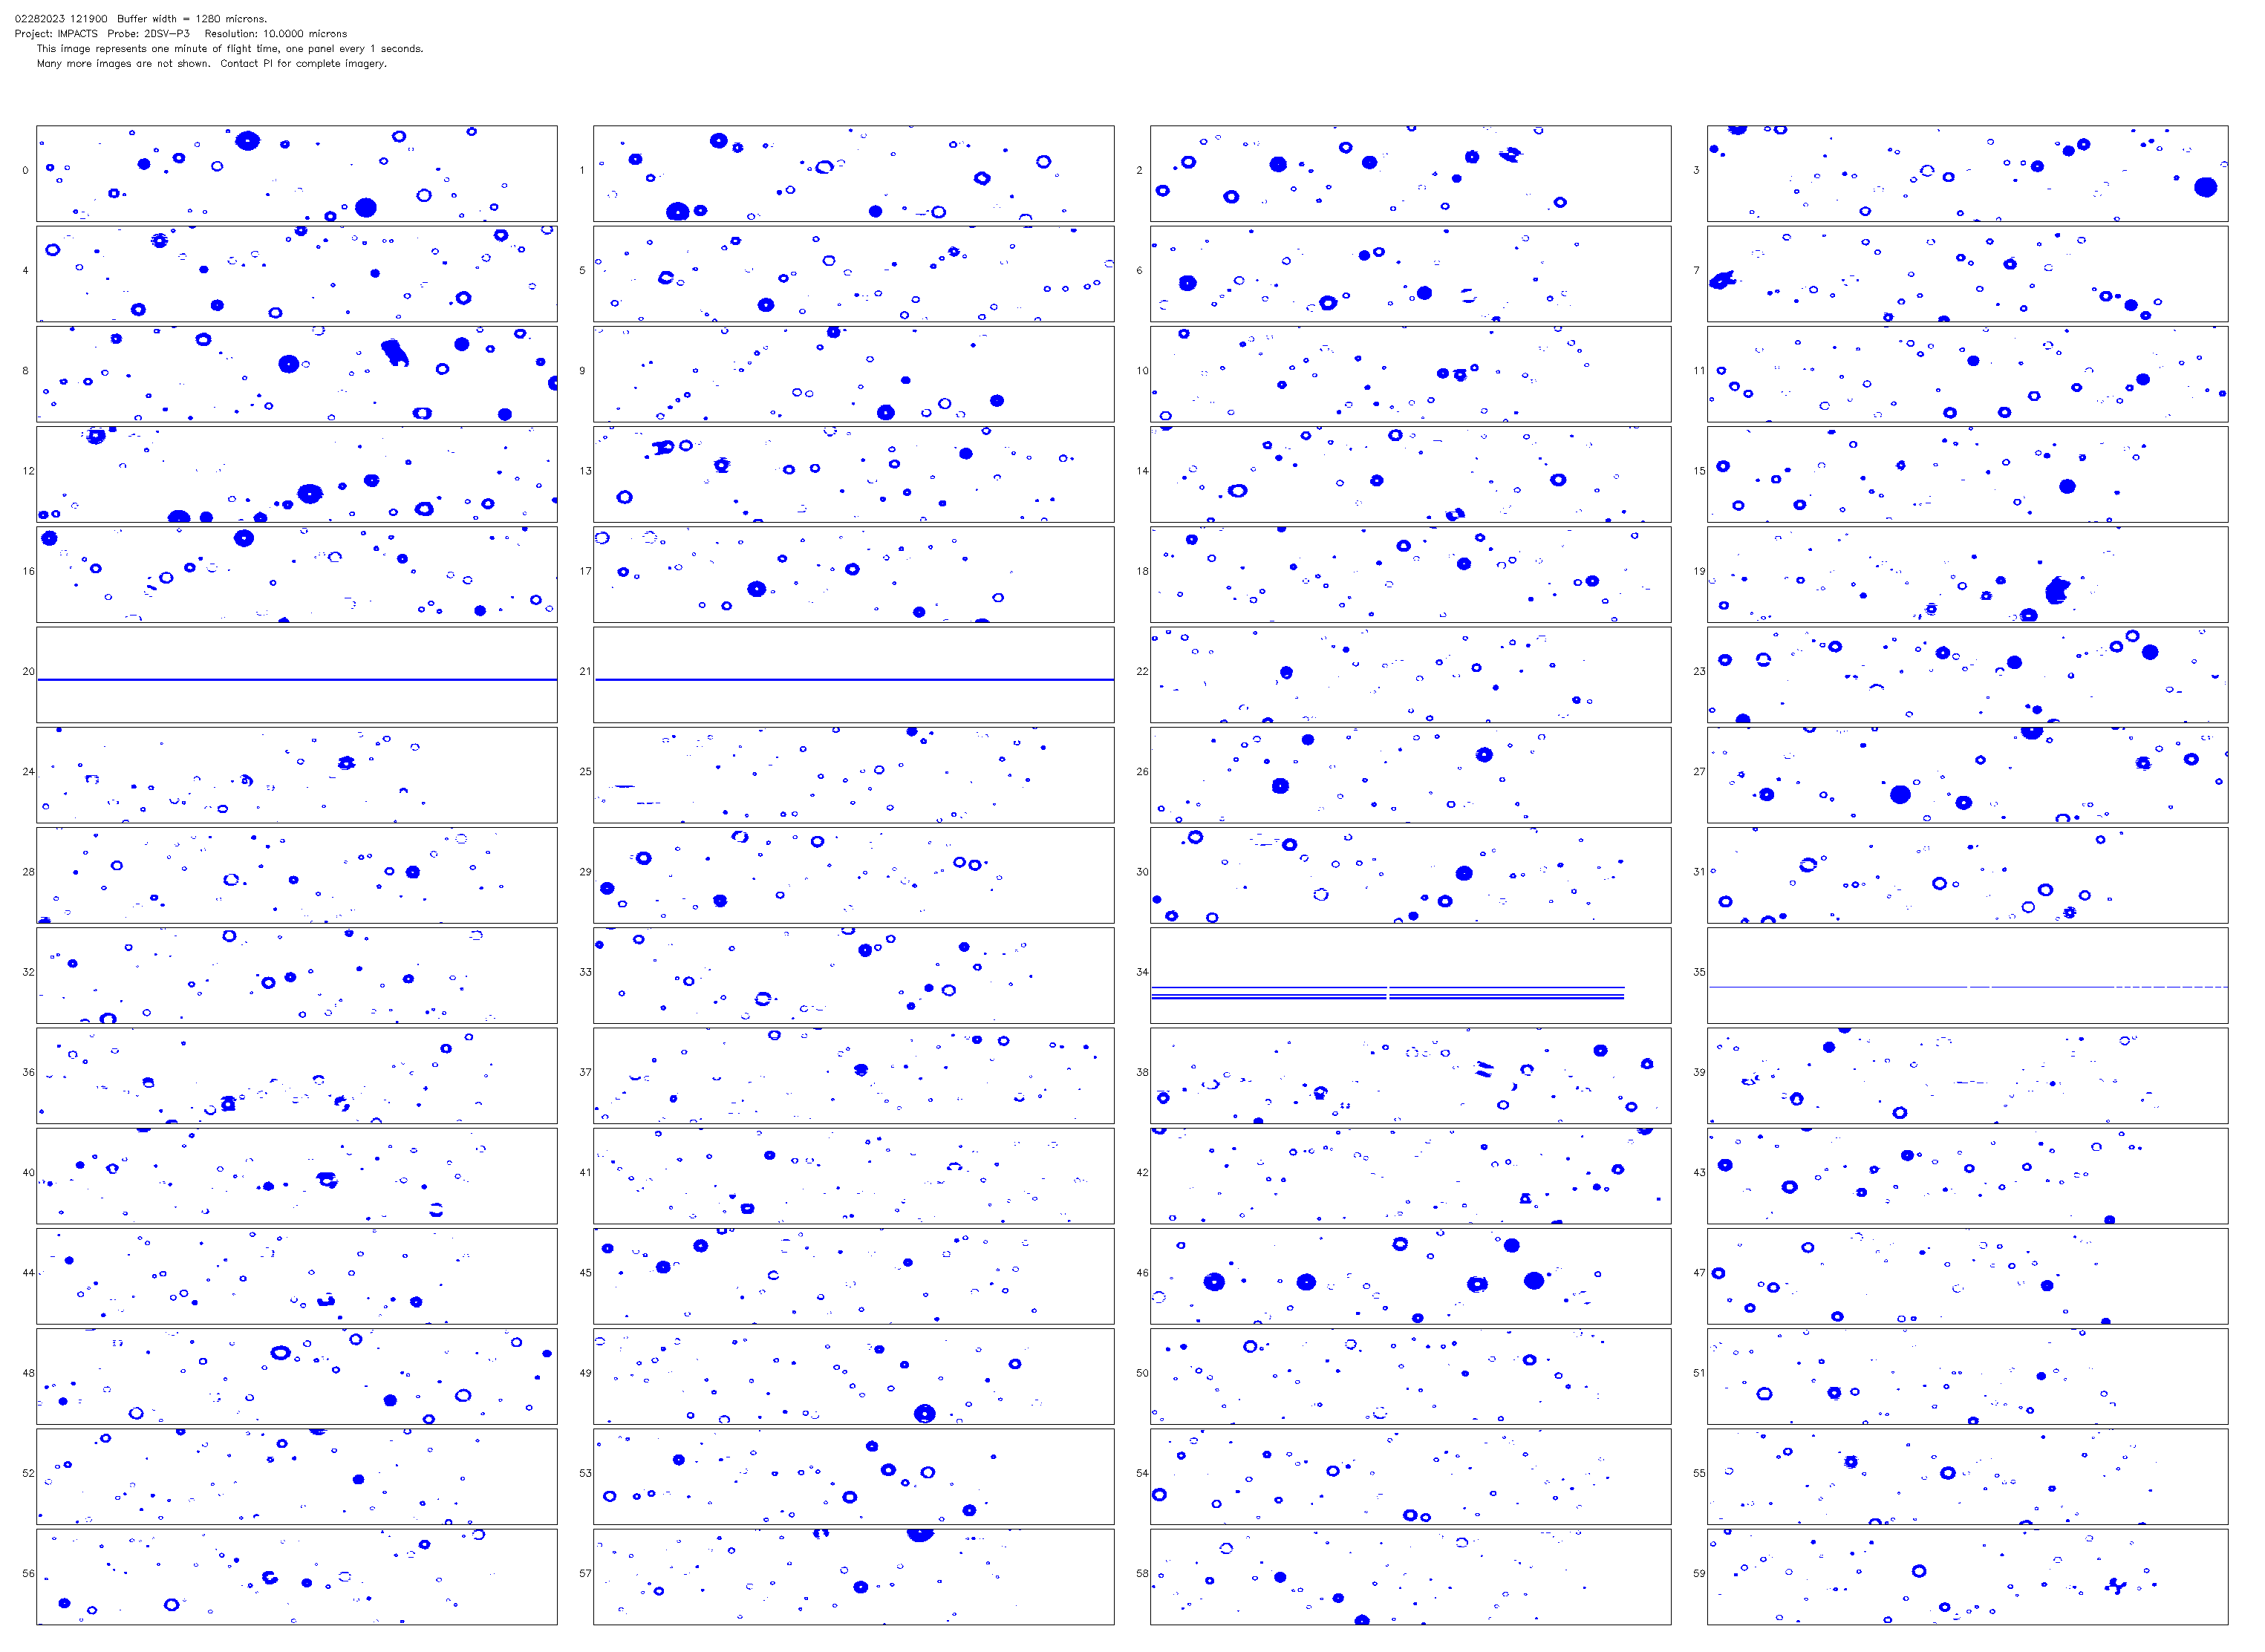 02282023 121900  Buffer width = 1280 microns.
Project: IMPACTS  Probe: 2DSV-P3  Resolution: 10.0000 microns
This image represents one minute of flight time, one panel every 1 seconds.
Many more images are not shown.  Contact PI for complete imagery.
0 1 2 3
4 5 6 7
8 9 10 11
12 13 14 15
16 17 18 19
20 21 22 23
24 25 26 27
28 29 30 31
32 33 34 35
36 37 38 39
40 41 42 43
44 45 46 47
48 49 50 51
52 53 54 55
56 57 58 59